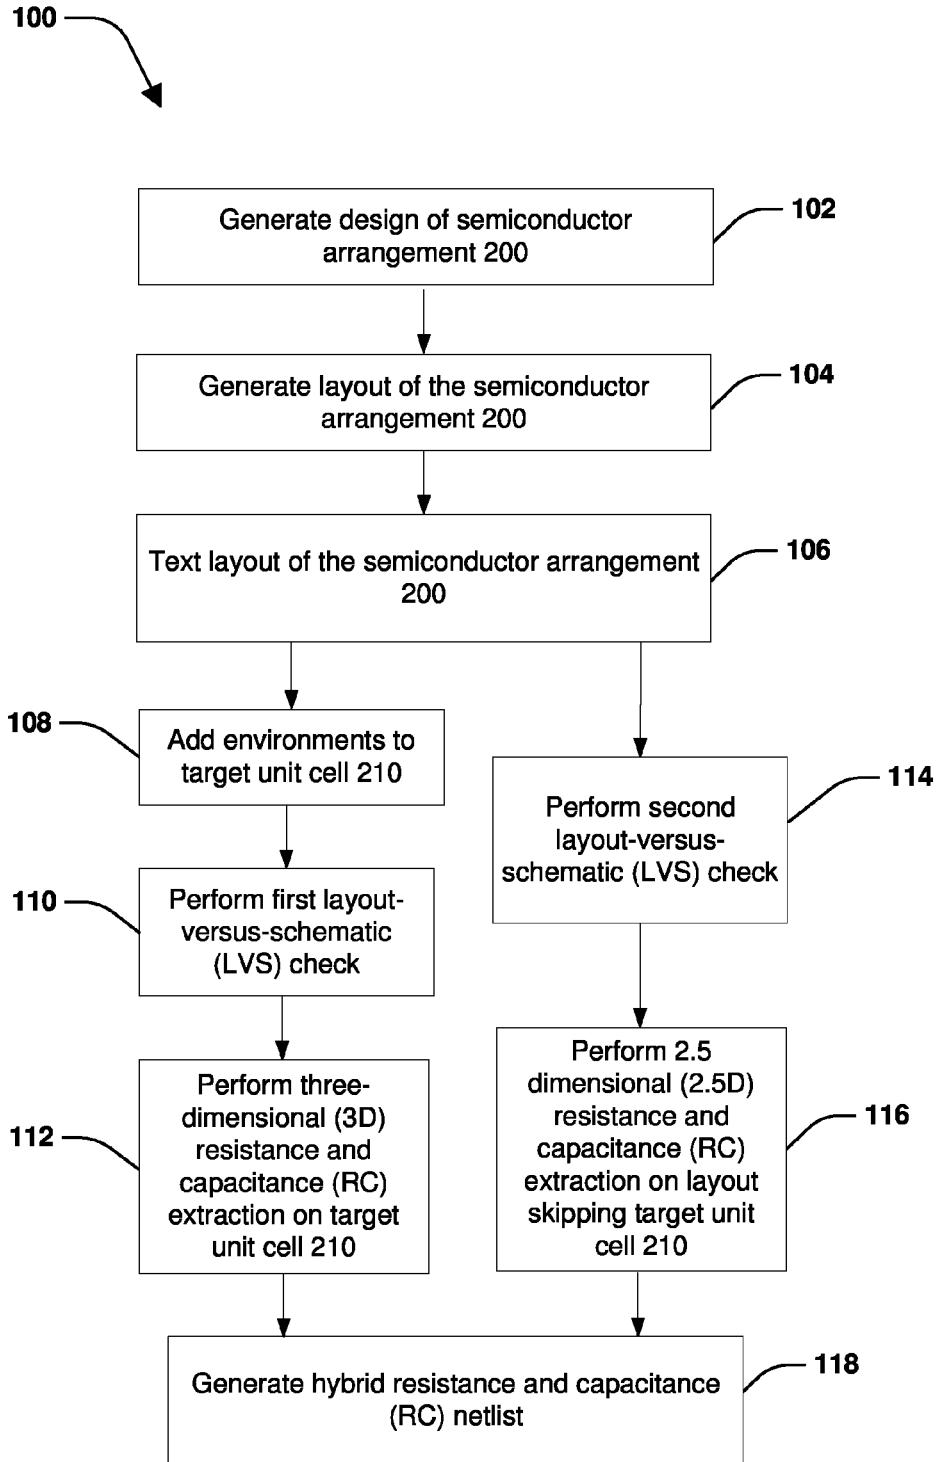 100
Generate design of semiconductor
arrangement 200
102
Generate layout of the semiconductor
arrangement 200
104
Text layout of the semiconductor arrangement
200
106
108
Add environments to
target unit cell 210
110
Perform first layout-
versus-schematic
(LVS) check
112
Perform three-
dimensional (3D)
resistance and
capacitance (RC)
extraction on target
unit cell 210
Perform second
layout-versus-
schematic (LVS) check
114
Perform 2.5
dimensional (2.5D)
resistance and
capacitance (RC)
extraction on layout
skipping target unit
cell 210
116
Generate hybrid resistance and capacitance
(RC) netlist
118